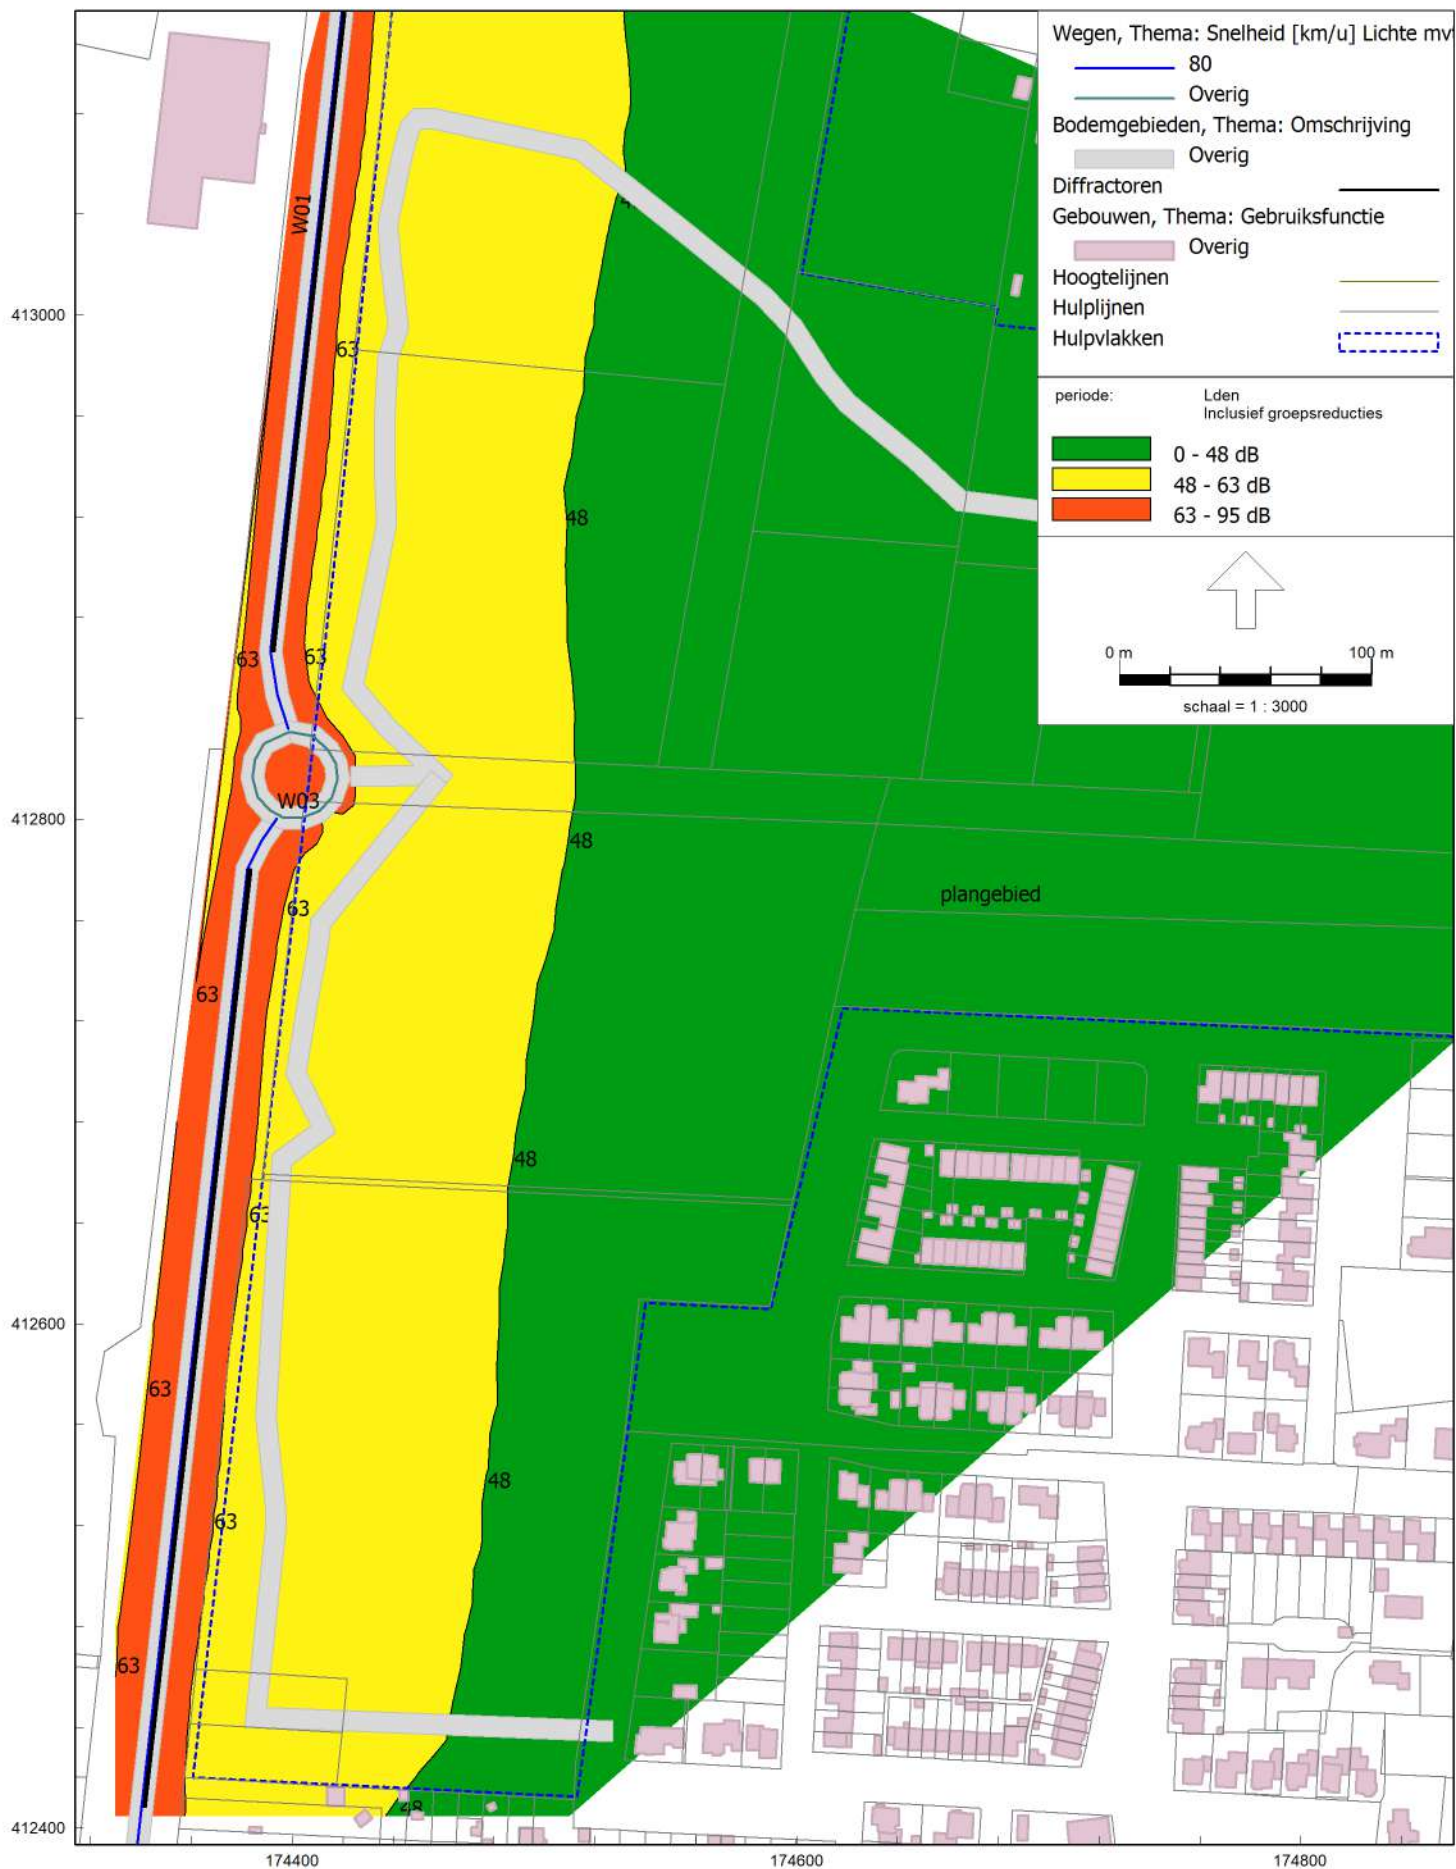 Wegen, Thema: Snelheid [km/u] Lichte mv
80
Overig
Bodemgebieden, Thema: Omschrijving
Overig
Diffractoren
Gebouwen, Thema: Gebruiksfunctie
Overig
Hoogtelijnen
Hulplijnen
Hulpvlakken
periode:
Lden
Inclusief groepsreducties
0 - 48 dB
48 - 63 dB
63 - 95 dB
0 m
100 m
schaal = 1 : 3000
W01
413000
63
48
63
63
W03
412800
48
plangebied
63
63
48
63
412600
63
48
63
63
48
412400
174400
174600
174800